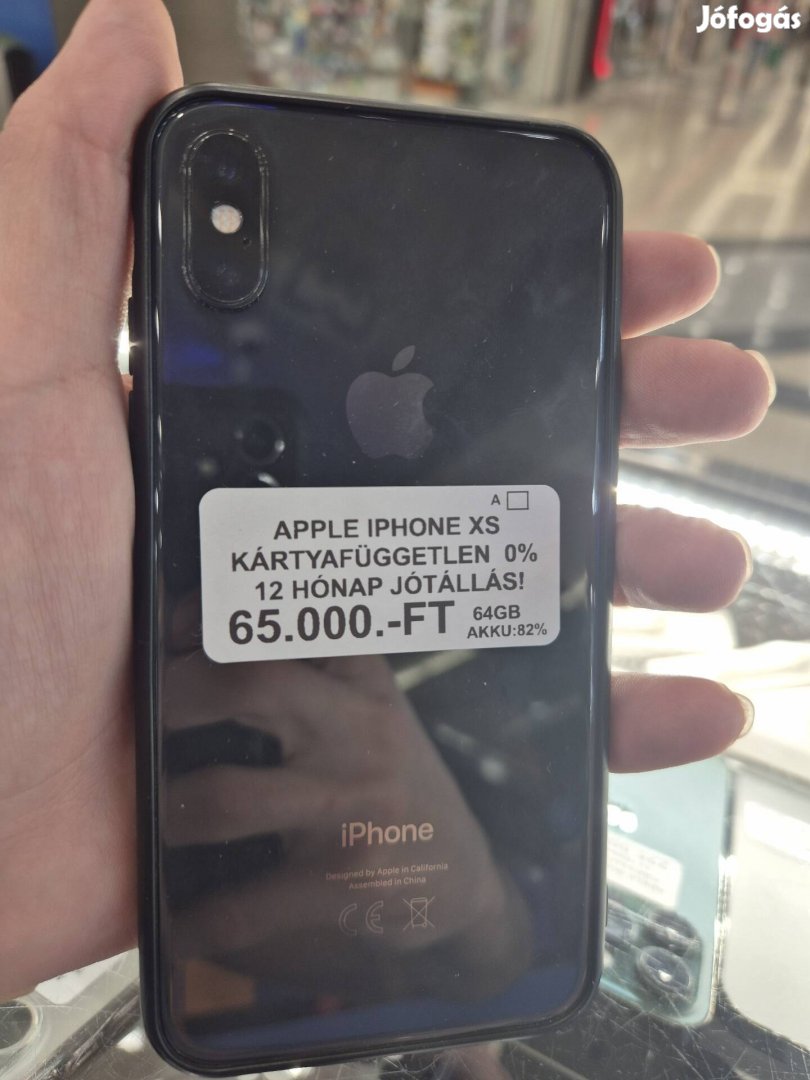 Jófogás
A
APPLE IPHONE XS
KÁRTYAFÜGGETLEN 0%
12 HÓNAP JÓTÁLLÁS!
65.000.-FT 64GB
AKKU:82%
iPhone
Designed by Apple in California
Assembled in China
CE